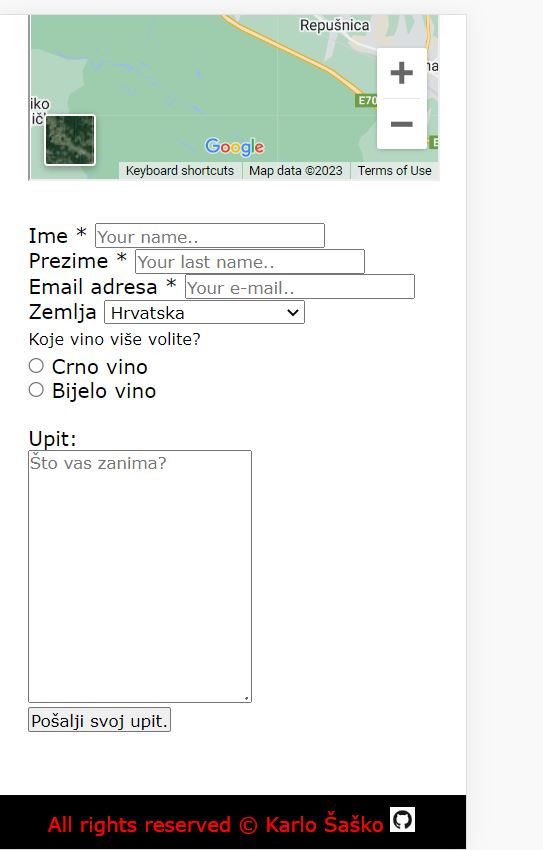 Repušnica
iko
E70
Google
Keyboard shortcuts Map data ©2023 Terms of Use
Ime * Your name..
Prezime * Your last name..
Email adresa * Your e-mail..
Zemlja Hrvatska
Koje vino više volite?
Crno vino
Bijelo vino
Upit:
Što vas zanima?
Pošalji svoj upit.
All rights reserved © Karlo Šaško